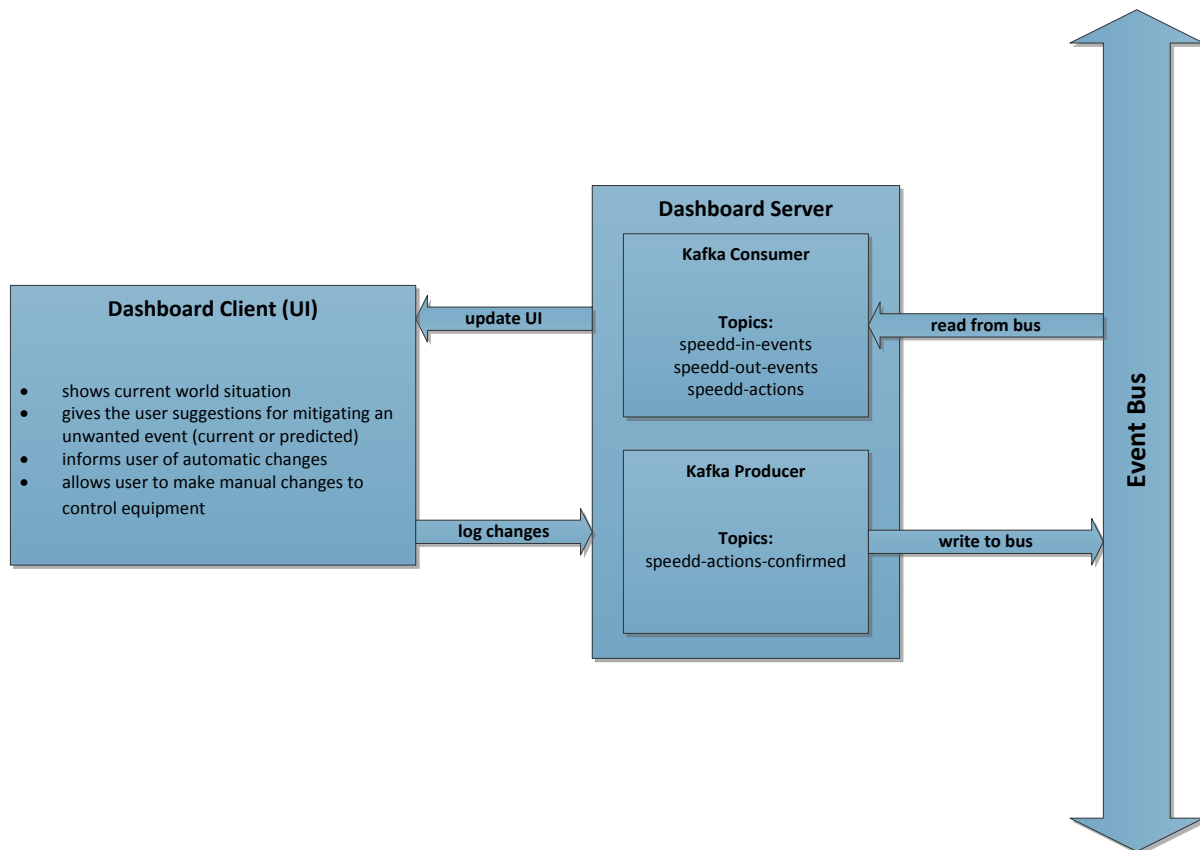 Dashboard Client (UI)
• shows current world situation
• gives the user suggestions for mitigating an
unwanted event (current or predicted)
• informs user of automatic changes
• allows user to make manual changes to
control equipment
update UI
log changes
Dashboard Server
Kafka Consumer
Topics:
speedd-in-events
speedd-out-events
speedd-actions
Kafka Producer
Topics:
speedd-actions-confirmed
read from bus
write to bus
Event Bus